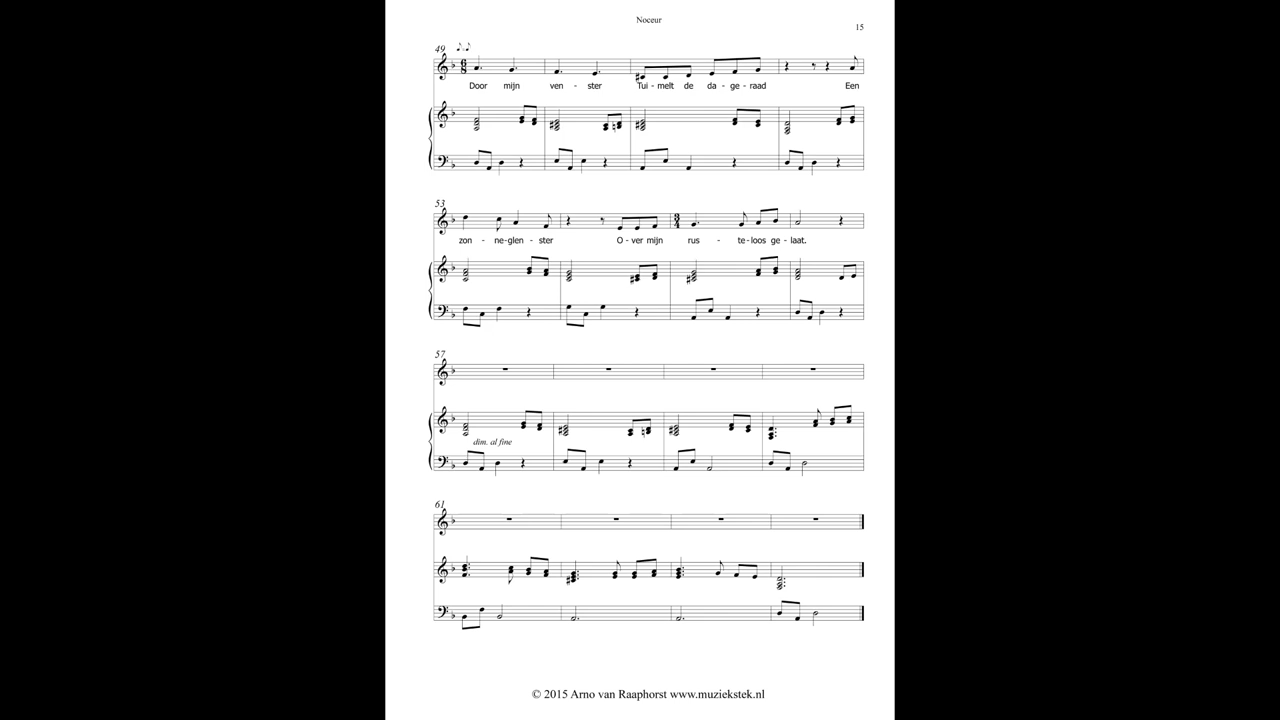 Noceur
15
49
Door mijn ven - ster Tui - melt de da - ge - raad Een
53
zon - ne - glen - ster O - ver mijn rus - te - loos ge - laat.
57
dim. al fine
61
© 2015 Arno van Raaphorst www.muziekstek.nl